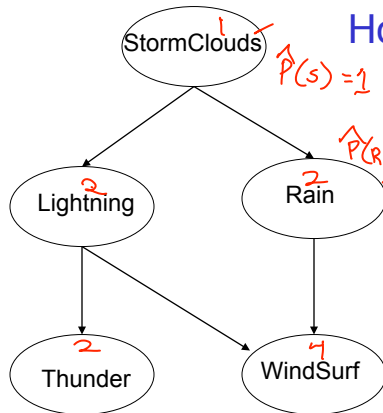 Ho
StormClouds 1
P̂(S) = 1
P̂(R
Lightning 2
Rain 2
Thunder 2
WindSurf 4